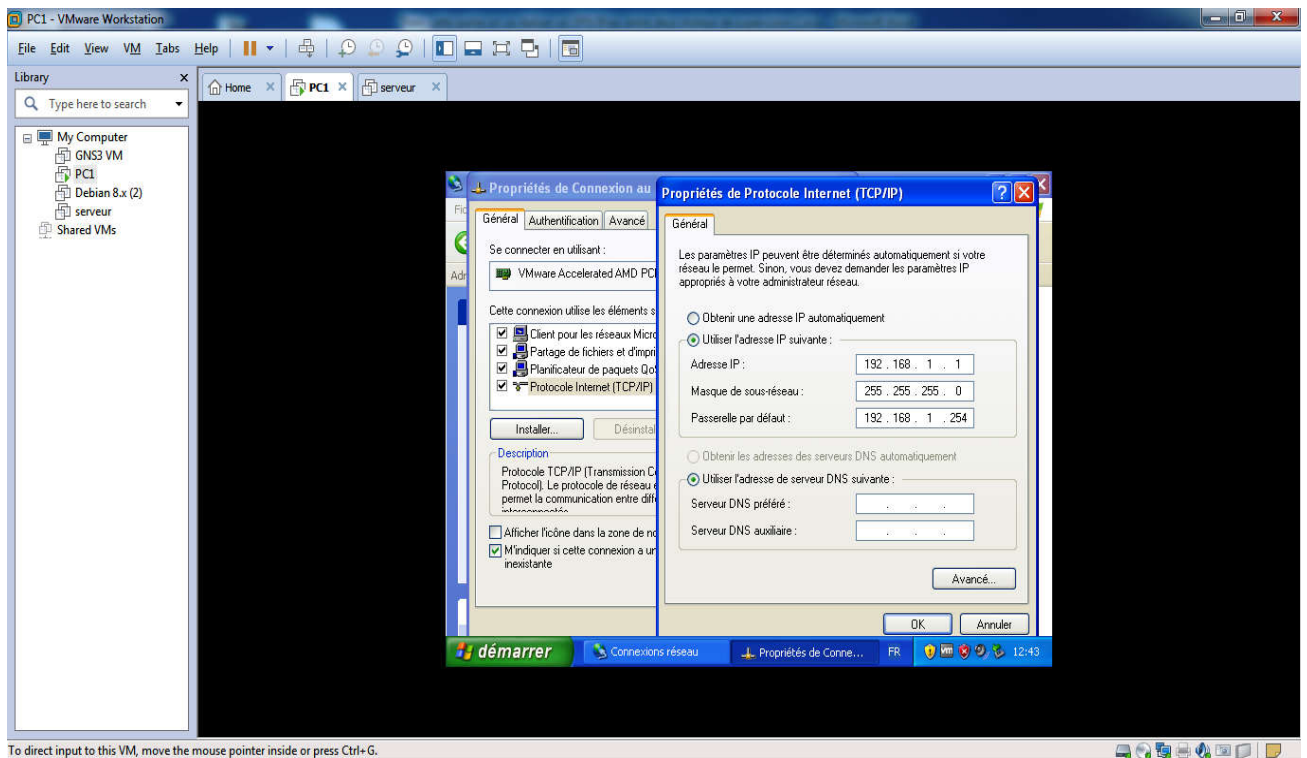 PC1 - VMware Workstation
File Edit View VM Tabs Help
Library
Type here to search
My Computer
GNS3 VM
PC1
Debian 8.x (2)
serveur
Shared VMs
Home
PC1
serveur
Propriétés de Connexion au
Général Authentification Avancé
Se connecter en utilisant :
VMware Accelerated AMD PC
Cette connexion utilise les éléments s
Client pour les réseaux Micro
Partage de fichiers et d'impri
Planificateur de paquets QoS
Protocole Internet (TCP/IP)
Installer... Désinstal
Description
Protocole TCP/IP (Transmission C
Protocol). Le protocole de réseau
permet la communication entre diff
Afficher l'icône dans la zone de no
M'indiquer si cette connexion a un
inexistante
Propriétés de Protocole Internet (TCP/IP)
Général
Les paramètres IP peuvent être déterminés automatiquement si votre
réseau le permet. Sinon, vous devez demander les paramètres IP
appropriés à votre administrateur réseau.
Obtenir une adresse IP automatiquement
Utiliser l'adresse IP suivante :
Adresse IP : 192 . 168 . 1 . 1
Masque de sous-réseau : 255 . 255 . 255 . 0
Passerelle par défaut : 192 . 168 . 1 . 254
Obtenir les adresses des serveurs DNS automatiquement
Utiliser l'adresse de serveur DNS suivante :
Serveur DNS préféré : . . .
Serveur DNS auxiliaire : . . .
Avancé...
OK Annuler
démarrer Connexions réseau Propriétés de Conne... FR 12:43
To direct input to this VM, move the mouse pointer inside or press Ctrl+G.